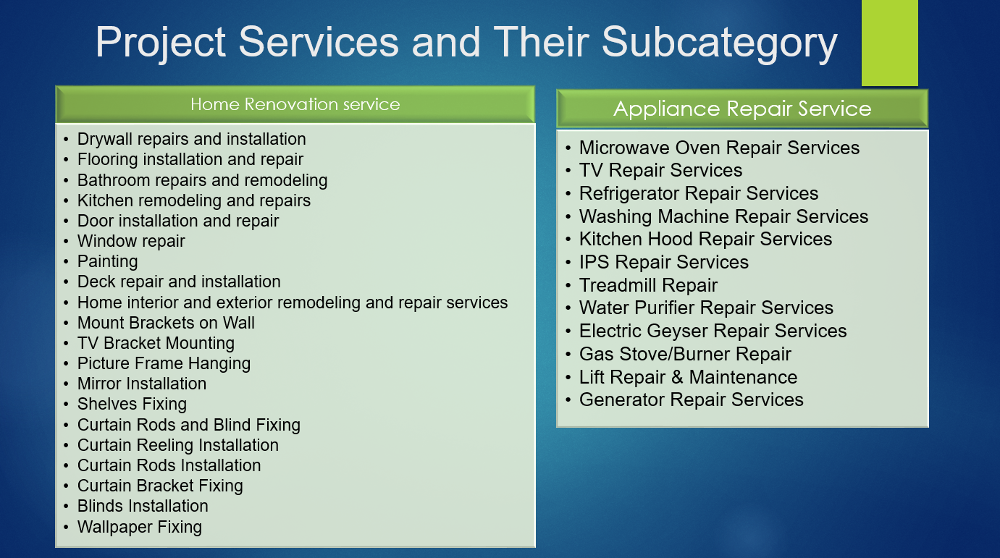 Project Services and Their Subcategory
Home Renovation service
• Drywall repairs and installation
• Flooring installation and repair
• Bathroom repairs and remodeling
• Kitchen remodeling and repairs
• Door installation and repair
• Window repair
• Painting
• Deck repair and installation
• Home interior and exterior remodeling and repair services
• Mount Brackets on Wall
• TV Bracket Mounting
• Picture Frame Hanging
• Mirror Installation
• Shelves Fixing
• Curtain Rods and Blind Fixing
• Curtain Reeling Installation
• Curtain Rods Installation
• Curtain Bracket Fixing
• Blinds Installation
• Wallpaper Fixing
Appliance Repair Service
• Microwave Oven Repair Services
• TV Repair Services
• Refrigerator Repair Services
• Washing Machine Repair Services
• Kitchen Hood Repair Services
• IPS Repair Services
• Treadmill Repair
• Water Purifier Repair Services
• Electric Geyser Repair Services
• Gas Stove/Burner Repair
• Lift Repair & Maintenance
• Generator Repair Services